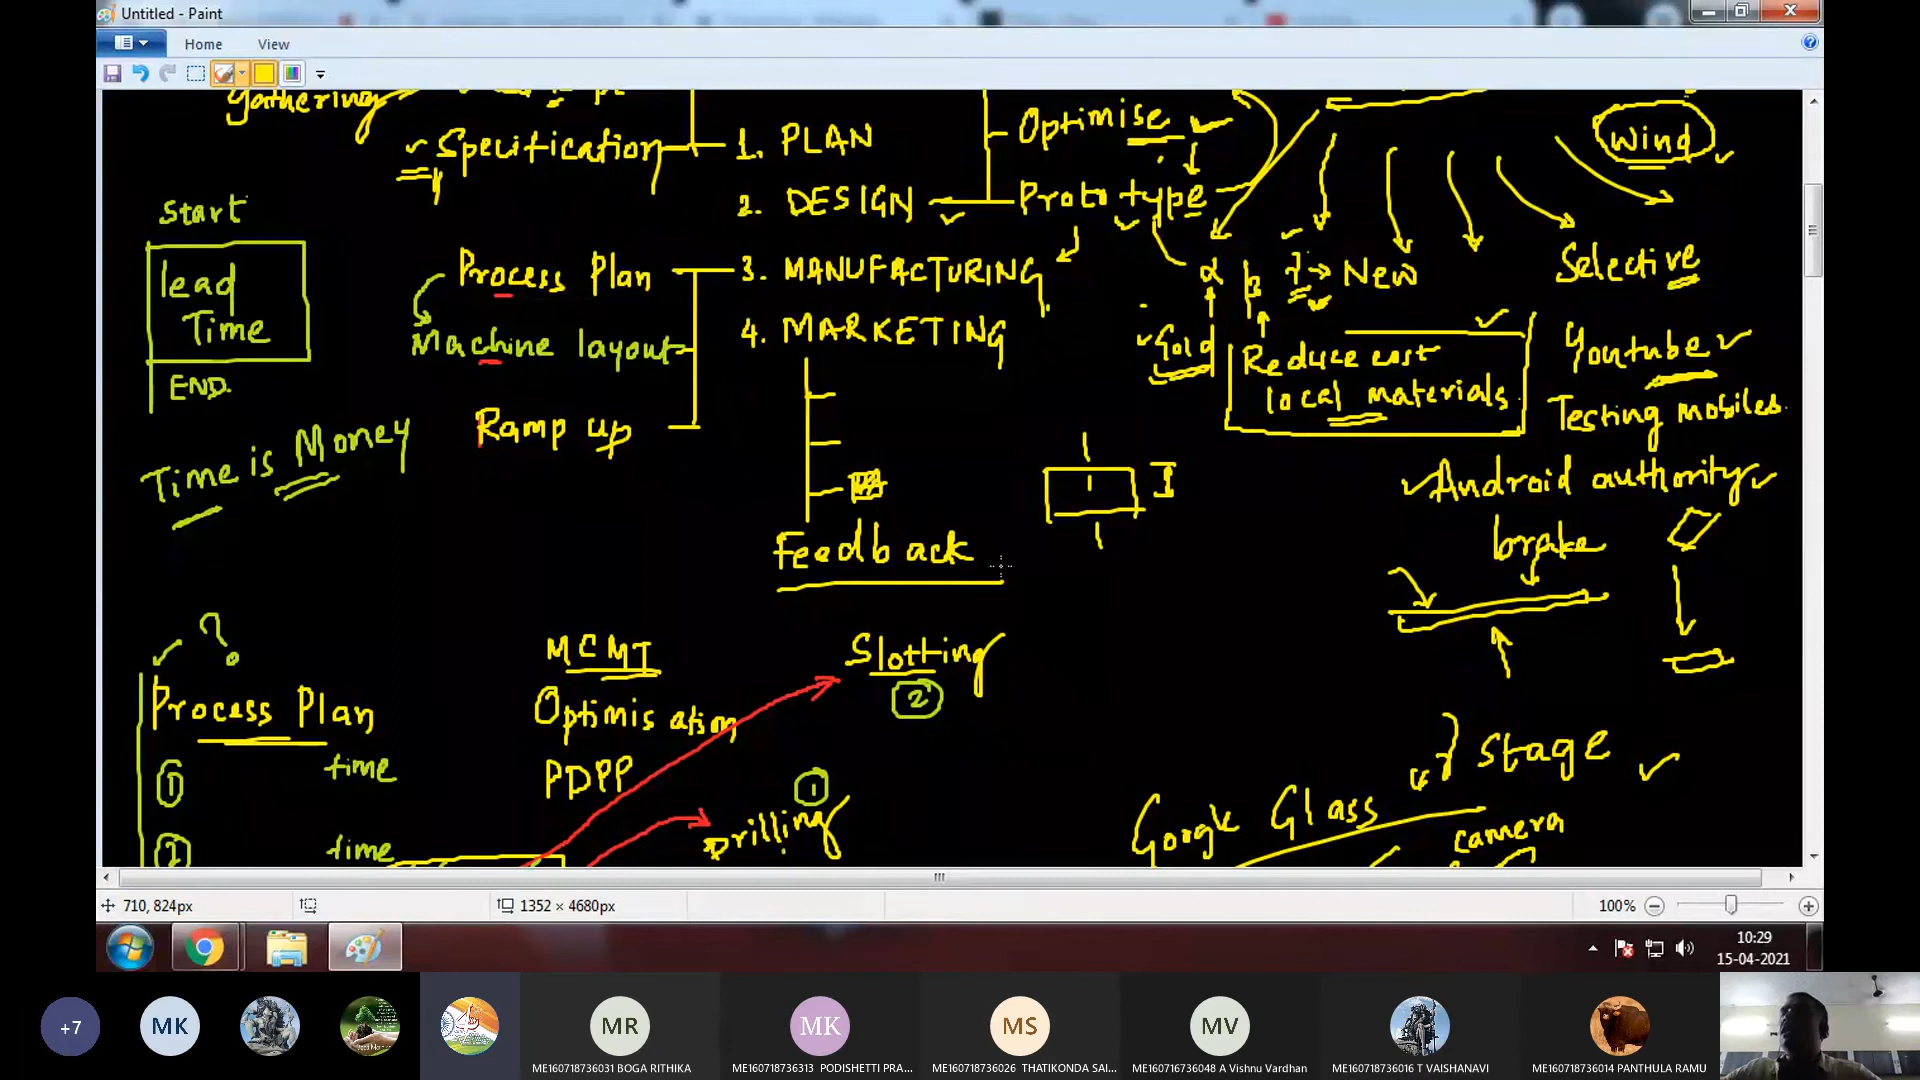 Untitled - Paint
Home View
gathering
Specification
1. PLAN
2. DESIGN
3. MANUFACTURING
4. MARKETING
Optimise
Prototype
Wind
Start
lead
Time
END.
Time is Money
Process Plan
Machine layout
Ramp up
Feedback
α β γ → New
Gold
Reduce cost
local materials
Selective
Youtube
Testing mobiles
Android authority
brake
I
?
Process Plan
① time
② time
MCMT
Optimisation
PDPP
Slotting
②
①
Drilling
γ stage
Google Glass
camera
710, 824px
1352 × 4680px
100%
10:29
15-04-2021
+7
MK
MR
ME160718736031 BOGA RITHIKA
MK
ME160718736313 PODISHETTI PRA...
MS
ME160718736026 THATIKONDA SAI...
MV
ME160716736048 A Vishnu Vardhan
ME160718736016 T VAISHANAVI
ME160718736014 PANTHULA RAMU